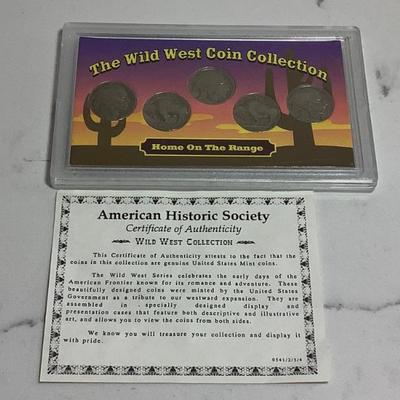 The Wild West Coin Collection
Home On The Range
American Historic Society
Certificate of Authenticity
WILD WEST COLLECTION
This Certificate of Authenticity attests to the fact that the
coins in this collection are genuine United States Mint coins.
The Wild West Series celebrates the early days of the
American Frontier known for its romance and adventure. These
beautifully designed coins were minted by the United States
Government as a tribute to our westward expansion. They are
assembled in specially designed display and
presentation cases that feature both descriptive and illustrative
art, and allows you to view the coins from both sides.
We know you will treasure your collection and display it
with pride.
0541/2/3/4